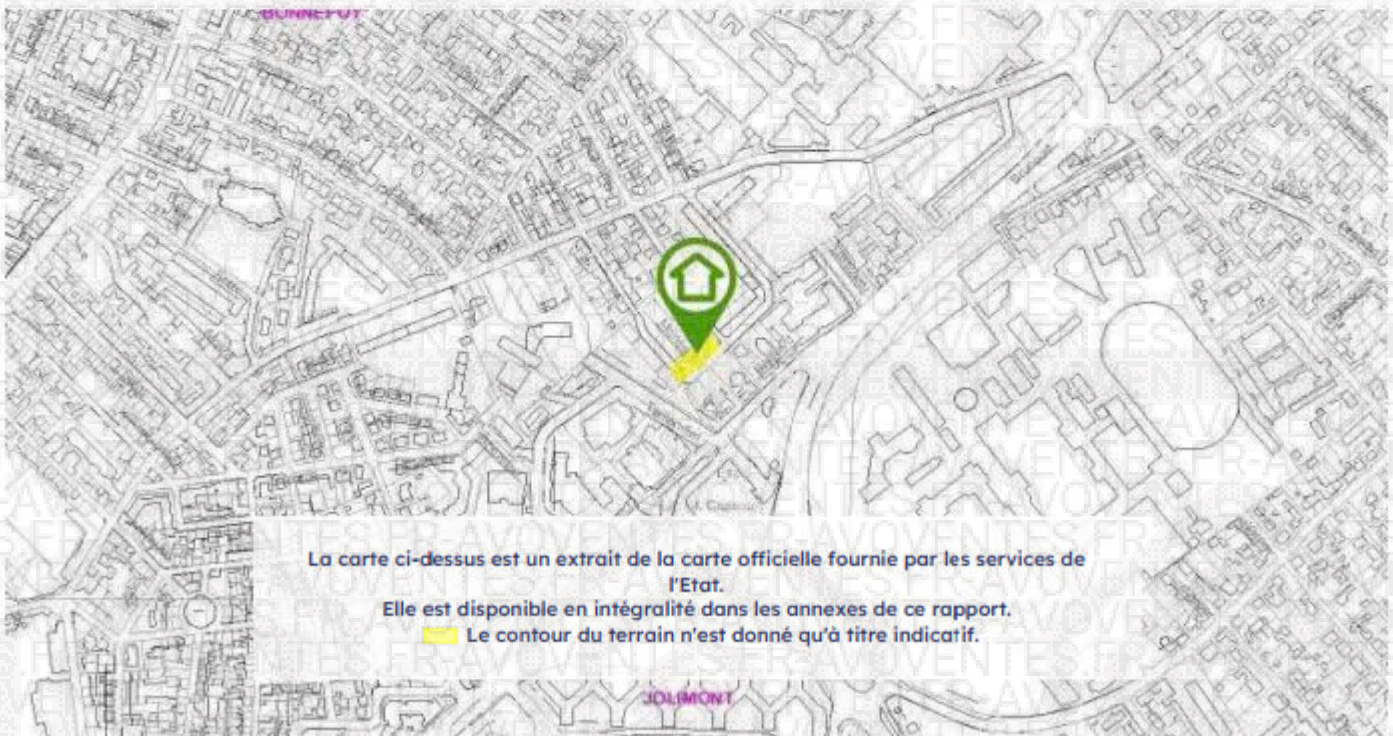 BONNEFOY
La carte ci-dessus est un extrait de la carte officielle fournie par les services de
l'Etat.
Elle est disponible en intégralité dans les annexes de ce rapport.
Le contour du terrain n'est donné qu'à titre indicatif.
JOLIMONT